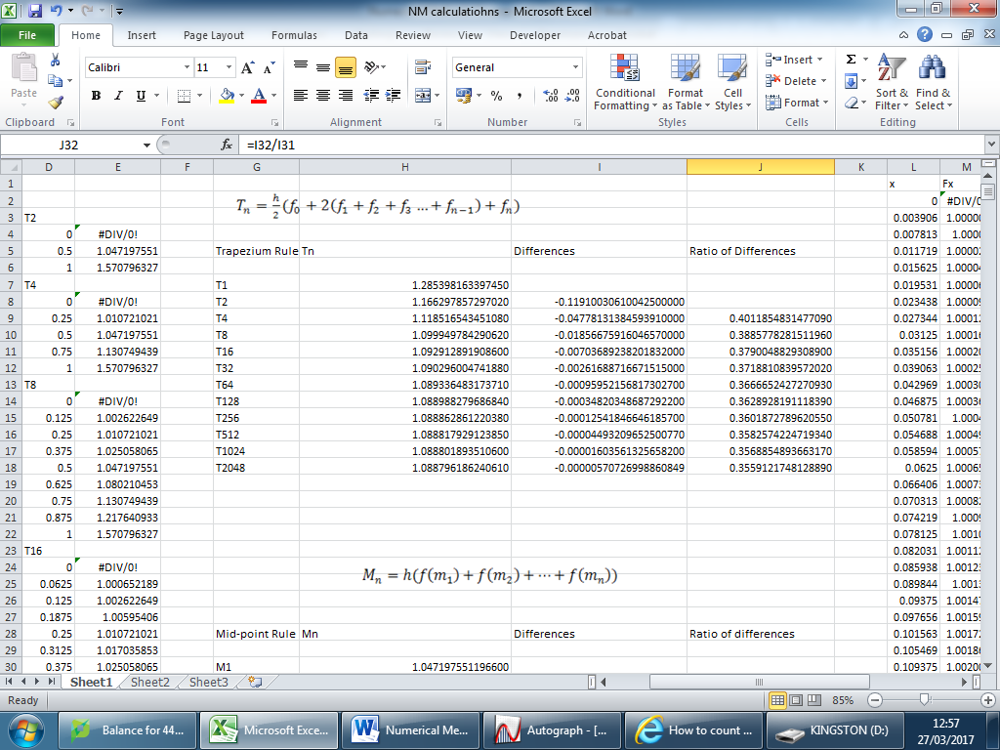 NM calculatiohns - Microsoft Excel
File Home Insert Page Layout Formulas Data Review View Developer Acrobat
Paste Calibri 11 General Conditional Formatting Format as Table Cell Styles Insert Delete Format Sort & Filter Find & Select
Clipboard Font Alignment Number Styles Cells Editing
J32 fx =I32/I31
D E F G H I J K L M
1 x Fx
2 Tₙ = h/2 (f₀ + 2(f₁ + f₂ + f₃ … + fₙ₋₁) + fₙ) 0 #DIV/0
3 T2 0.003906 1.00000
4 0 #DIV/0! 0.007813 1.0000
5 0.5 1.047197551 Trapezium Rule Tn Differences Ratio of Differences 0.011719 1.00002
6 1 1.570796327 0.015625 1.00004
7 T4 T1 1.285398163397450 0.019531 1.00006
8 0 #DIV/0! T2 1.166297857297020 -0.11910030610042500000 0.023438 1.00009
9 0.25 1.010721021 T4 1.118516543451080 -0.04778131384593910000 0.4011854831477090 0.027344 1.00012
10 0.5 1.047197551 T8 1.099949784290620 -0.01856675916046570000 0.3885778281511960 0.03125 1.00016
11 0.75 1.130749439 T16 1.092912891908600 -0.00703689238201832000 0.3790048829308900 0.035156 1.00020
12 1 1.570796327 T32 1.090296004741880 -0.00261688716671515000 0.3718810839572020 0.039063 1.00025
13 T8 T64 1.089336483173710 -0.00095952156817302700 0.3666652427270930 0.042969 1.00030
14 0 #DIV/0! T128 1.088988279686840 -0.00034820348687292200 0.3628928191118390 0.046875 1.00036
15 0.125 1.002622649 T256 1.088862861220380 -0.00012541846646185700 0.3601872789620550 0.050781 1.0004
16 0.25 1.010721021 T512 1.088817929123850 -0.00004493209652500770 0.3582574224719340 0.054688 1.00049
17 0.375 1.025058065 T1024 1.088801893510600 -0.00001603561325658200 0.3568854893663170 0.058594 1.00057
18 0.5 1.047197551 T2048 1.088796186240610 -0.00000570726998860849 0.3559121748128890 0.0625 1.00065
19 0.625 1.080210453 0.066406 1.00073
20 0.75 1.130749439 0.070313 1.00082
21 0.875 1.217640933 0.074219 1.0009
22 1 1.570796327 0.078125 1.0010
23 T16 0.082031 1.00112
24 0 #DIV/0! 0.085938 1.00123
25 0.0625 1.000652189 Mₙ = h(f(m₁) + f(m₂) + ⋯ + f(mₙ)) 0.089844 1.0013
26 0.125 1.002622649 0.09375 1.00147
27 0.1875 1.00595406 0.097656 1.00159
28 0.25 1.010721021 Mid-point Rule Mn Differences Ratio of differences 0.101563 1.00172
29 0.3125 1.017035853 0.105469 1.00186
30 0.375 1.025058065 M1 1.047197551196600 0.109375 1.00200
Sheet1 Sheet2 Sheet3
Ready 85%
Balance for 44... Microsoft Exce... Numerical Me... Autograph - [... How to count ... KINGSTON (D:) 12:57
27/03/2017